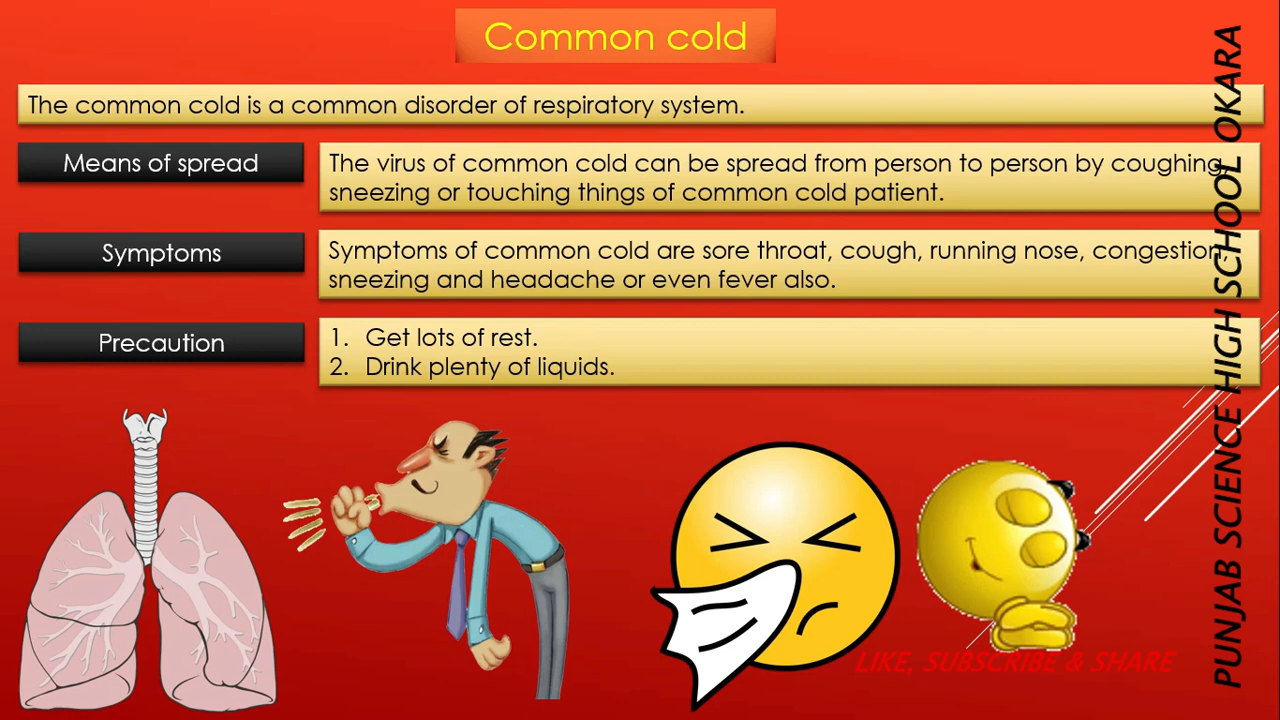 Common cold
The common cold is a common disorder of respiratory system.
Means of spread
The virus of common cold can be spread from person to person by coughing,
sneezing or touching things of common cold patient.
Symptoms
Symptoms of common cold are sore throat, cough, running nose, congestion,
sneezing and headache or even fever also.
Precaution
1. Get lots of rest.
2. Drink plenty of liquids.
LIKE, SUBSCRIBE & SHARE
PUNJAB SCIENCE HIGH SCHOOL OKARA